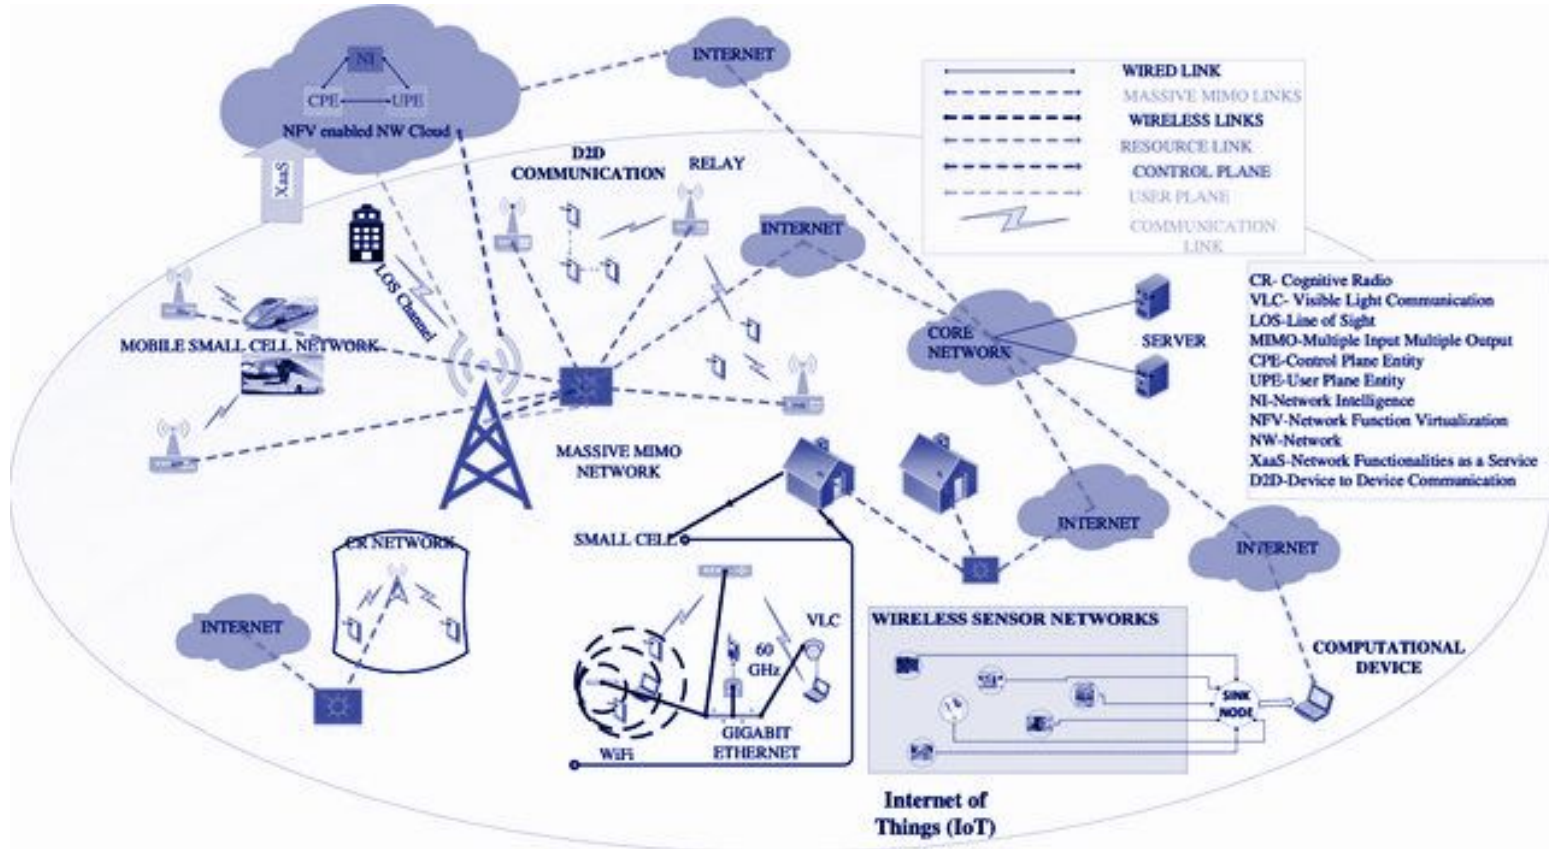 NI
CPE
UPE
NFV enabled NW Cloud
XaaS
INTERNET
WIRED LINK
MASSIVE MIMO LINKS
WIRELESS LINKS
RESOURCE LINK
CONTROL PLANE
USER PLANE
COMMUNICATION
LINK
D2D
COMMUNICATION
RELAY
LOS Channel
INTERNET
MOBILE SMALL CELL NETWORK
CORE
NETWORK
SERVER
CR- Cognitive Radio
VLC- Visible Light Communication
LOS-Line of Sight
MIMO-Multiple Input Multiple Output
CPE-Control Plane Entity
UPE-User Plane Entity
NI-Network Intelligence
NFV-Network Function Virtualization
NW-Network
XaaS-Network Functionalities as a Service
D2D-Device to Device Communication
MASSIVE MIMO
NETWORK
SMALL CELL
INTERNET
INTERNET
CR NETWORK
INTERNET
VLC
60
GHz
WiFi
GIGABIT
ETHERNET
WIRELESS SENSOR NETWORKS
SINK
NODE
COMPUTATIONAL
DEVICE
Internet of
Things (IoT)